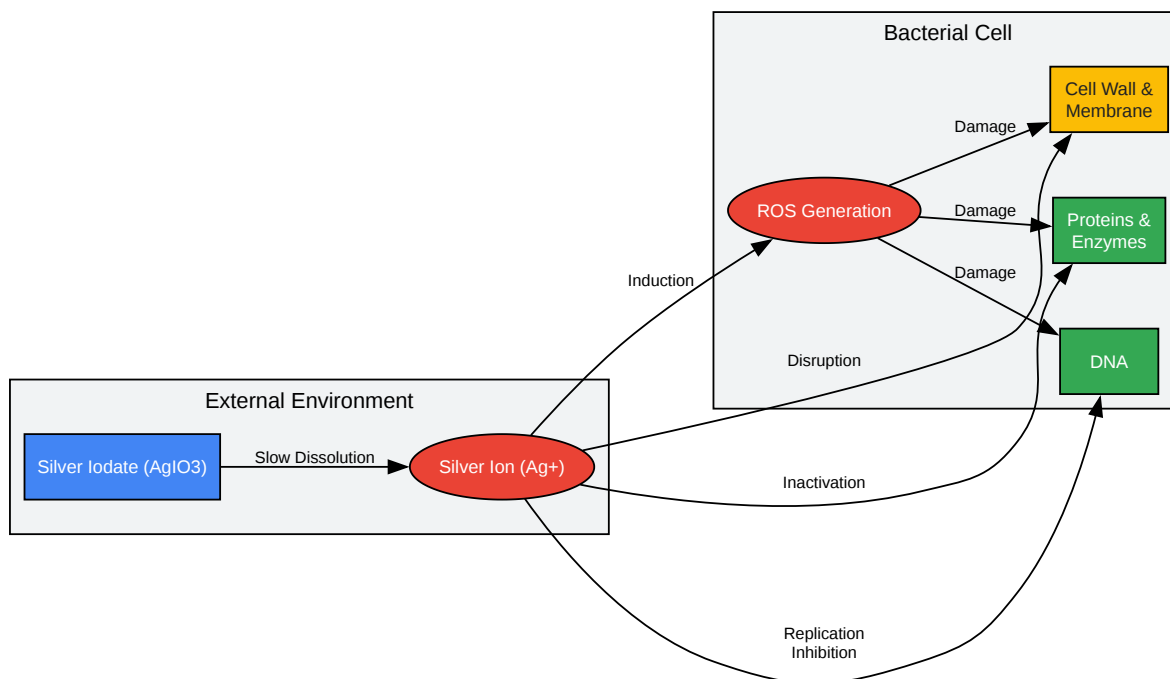 Bacterial Cell
Cell Wall &
Membrane
Damage
ROS Generation
Damage
Proteins &
Enzymes
Damage
Induction
DNA
Disruption
External Environment
Silver Iodate (AgIO3)
Slow Dissolution
Silver Ion (Ag+)
Inactivation
Replication
Inhibition